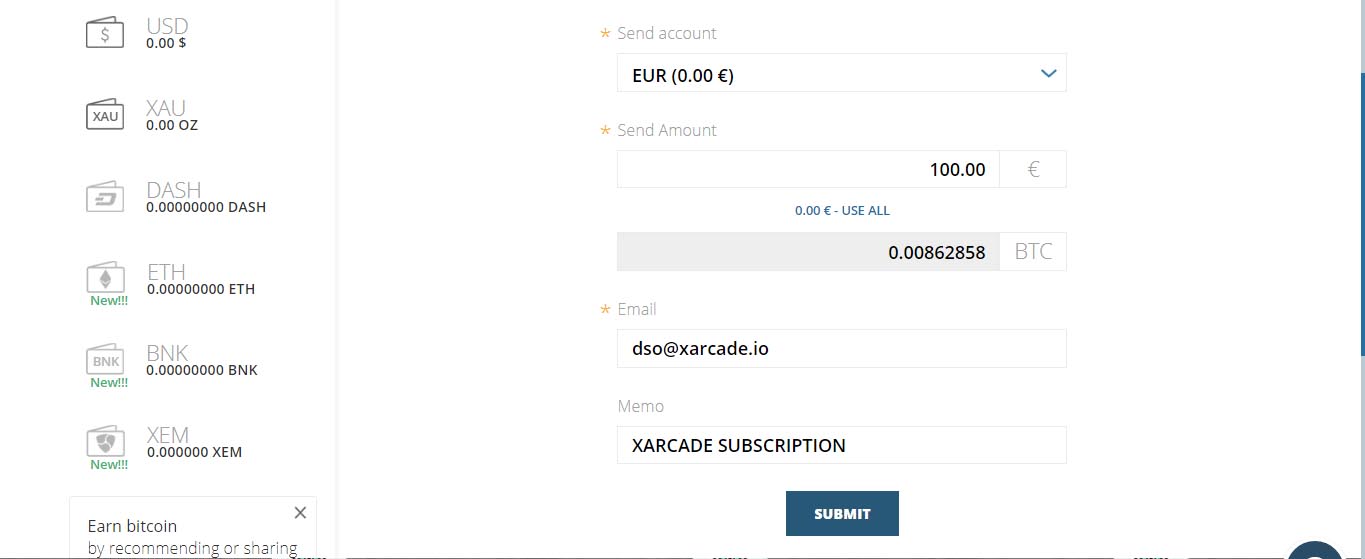 USD
0.00 $
XAU
XAU
0.00 OZ
DASH
0.00000000 DASH
ETH
0.00000000 ETH
New!!!
BNK
BNK
0.00000000 BNK
New!!!
XEM
0.000000 XEM
New!!!
Earn bitcoin
by recommending or sharing
* Send account
EUR (0.00 €)
* Send Amount
100.00 €
0.00 € - USE ALL
0.00862858 BTC
* Email
dso@xarcade.io
Memo
XARCADE SUBSCRIPTION
SUBMIT